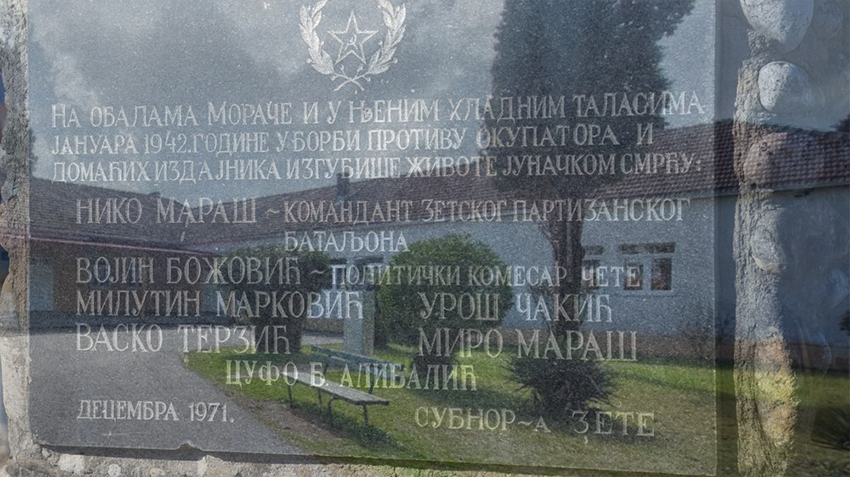 НА ОБАЛАМА МОРАЧЕ И У ЊЕНИМ ХЛАДНИМ ТАЛАСИМА
ЈАНУАРА 1942. ГОДИНЕ У БОРБИ ПРОТИВУ ОКУПАТОРА И
ДОМАЋИХ ИЗДАЈНИКА ИЗГУБИШЕ ЖИВОТЕ ЈУНАЧКОМ СМРЋУ:
НИКО МАРАШ ~ КОМАНДАНТ ЗЕТСКОГ ПАРТИЗАНСКОГ
БАТАЉОНА
ВОЈИН БОЖОВИЋ ~ ПОЛИТИЧКИ КОМЕСАР ЧЕТЕ
МИЛУТИН МАРКОВИЋ УРОШ ЧАКИЋ
ВАСКО ТЕРЗИЋ МИРО МАРАШ
ЦУФО Б. АЛИБАЛИЋ
ДЕЦЕМБРА 1971. СУБНОР-А ЗЕТЕ